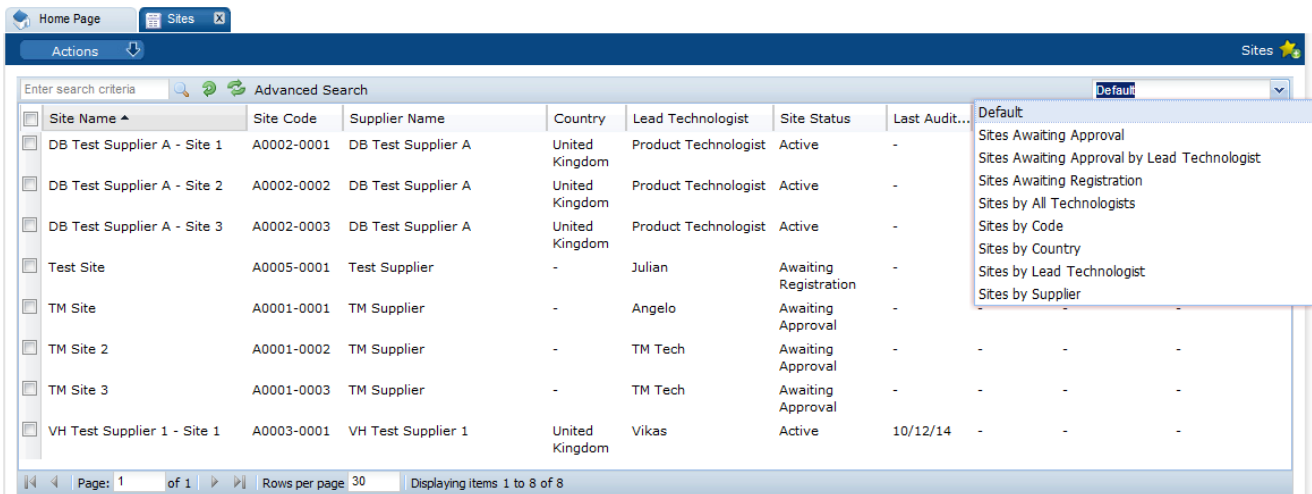 Home Page Sites X
Actions Sites
Enter search criteria Advanced Search Default
Site Name Site Code Supplier Name Country Lead Technologist Site Status Last Audit...
Default
Sites Awaiting Approval
Sites Awaiting Approval by Lead Technologist
Sites Awaiting Registration
Sites by All Technologists
Sites by Code
Sites by Country
Sites by Lead Technologist
Sites by Supplier
DB Test Supplier A - Site 1 A0002-0001 DB Test Supplier A United Product Technologist Active -
Kingdom
DB Test Supplier A - Site 2 A0002-0002 DB Test Supplier A United Product Technologist Active -
Kingdom
DB Test Supplier A - Site 3 A0002-0003 DB Test Supplier A United Product Technologist Active -
Kingdom
Test Site A0005-0001 Test Supplier - Julian Awaiting -
Registration
TM Site A0001-0001 TM Supplier - Angelo Awaiting - - - -
Approval
TM Site 2 A0001-0002 TM Supplier - TM Tech Awaiting - - - -
Approval
TM Site 3 A0001-0003 TM Supplier - TM Tech Awaiting - - - -
Approval
VH Test Supplier 1 - Site 1 A0003-0001 VH Test Supplier 1 United Vikas Active 10/12/14 - - -
Kingdom
Page: 1 of 1 Rows per page 30 Displaying items 1 to 8 of 8